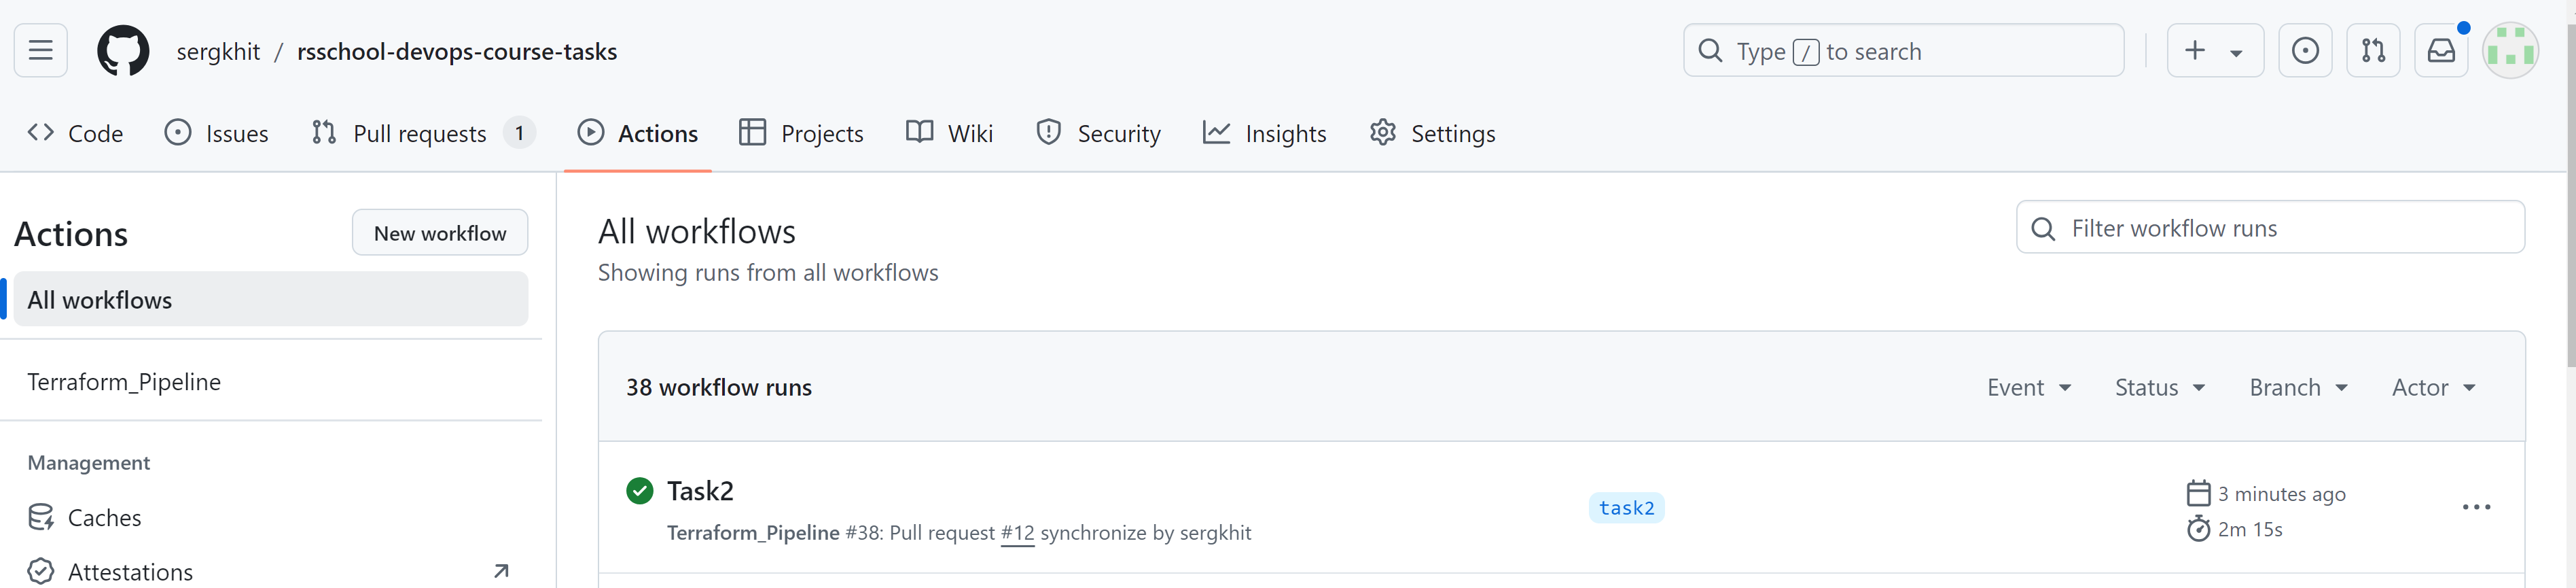 sergkhit / rsschool-devops-course-tasks
Type / to search
Code
Issues
Pull requests 1
Actions
Projects
Wiki
Security
Insights
Settings
Actions
New workflow
All workflows
Terraform_Pipeline
Management
Caches
Attestations
All workflows
Showing runs from all workflows
Filter workflow runs
38 workflow runs
Event
Status
Branch
Actor
Task2
Terraform_Pipeline #38: Pull request #12 synchronize by sergkhit
task2
3 minutes ago
2m 15s